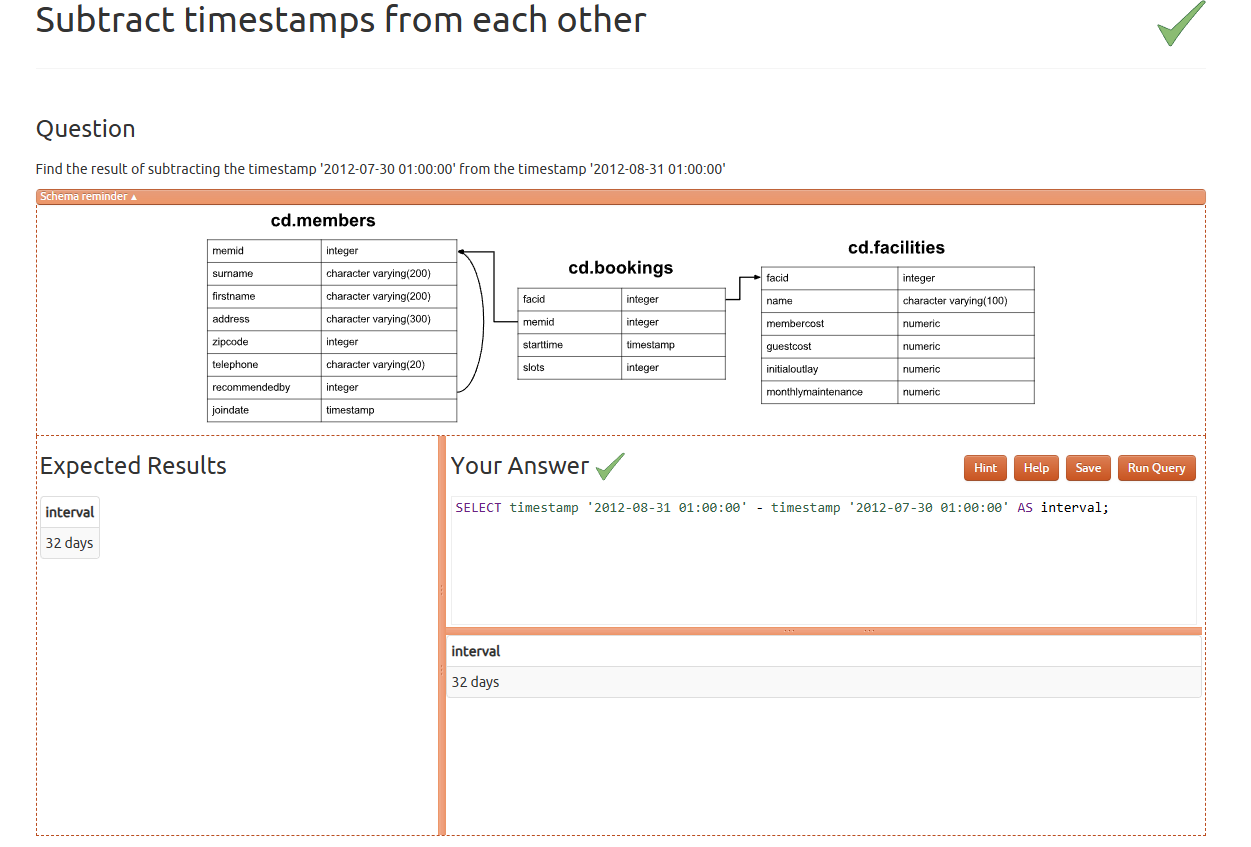 Subtract timestamps from each other
Question
Find the result of subtracting the timestamp '2012-07-30 01:00:00' from the timestamp '2012-08-31 01:00:00'
Schema reminder ▲
cd.members
memid integer
surname character varying(200)
firstname character varying(200)
address character varying(300)
zipcode integer
telephone character varying(20)
recommendedby integer
joindate timestamp
cd.bookings
facid integer
memid integer
starttime timestamp
slots integer
cd.facilities
facid integer
name character varying(100)
membercost numeric
guestcost numeric
initialoutlay numeric
monthlymaintenance numeric
Expected Results
interval
32 days
Your Answer
Hint Help Save Run Query
SELECT timestamp '2012-08-31 01:00:00' - timestamp '2012-07-30 01:00:00' AS interval;
interval
32 days